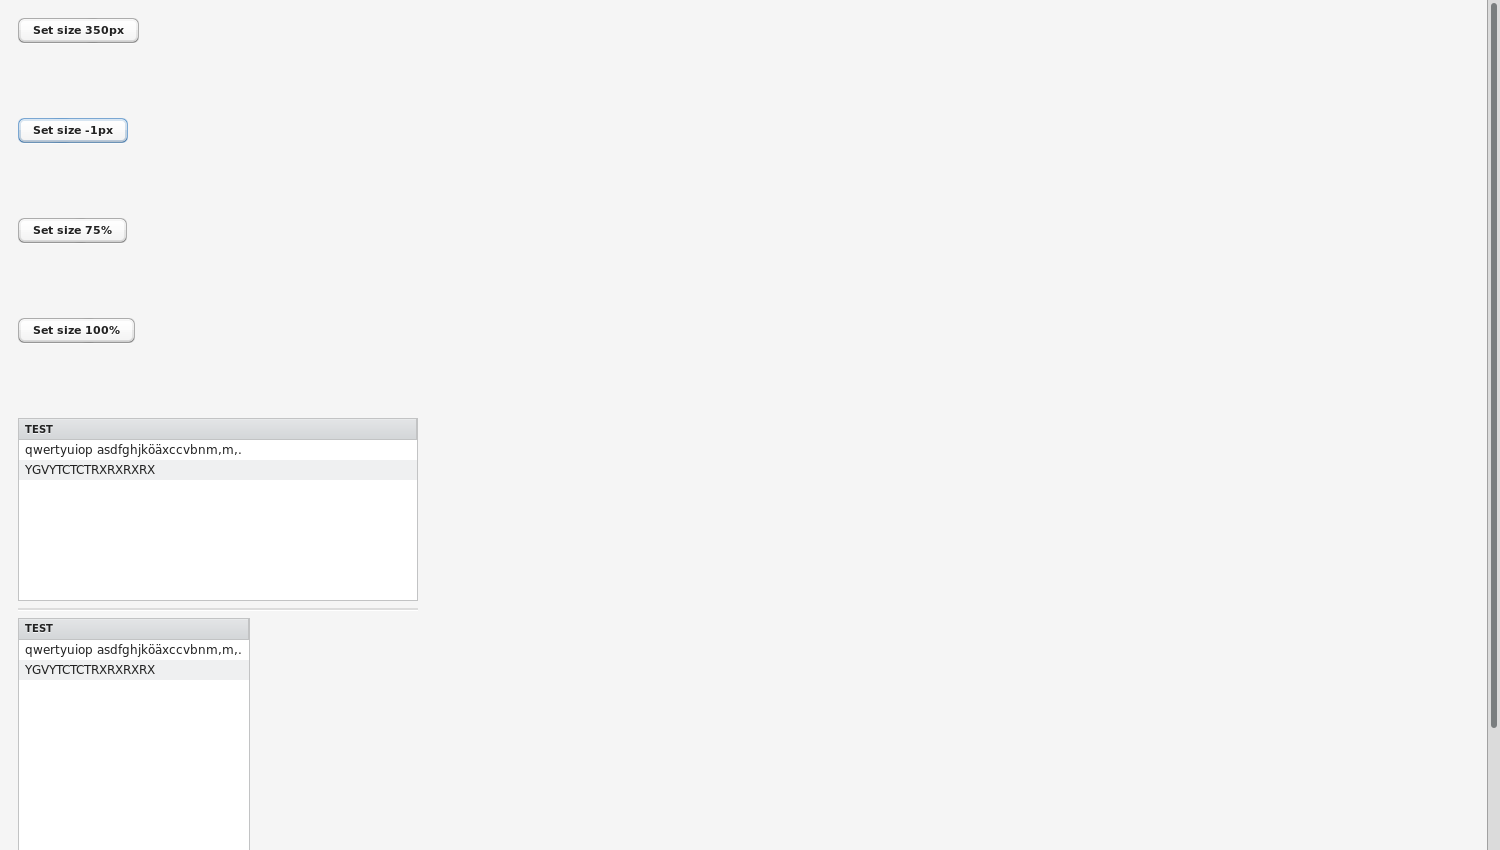 Set size 350px
Set size -1px
Set size 75%
Set size 100%
TEST
qwertyuiop asdfghjköäxccvbnm,m,.
YGVYTCTCTRXRXRXRX
TEST
qwertyuiop asdfghjköäxccvbnm,m,.
YGVYTCTCTRXRXRXRX